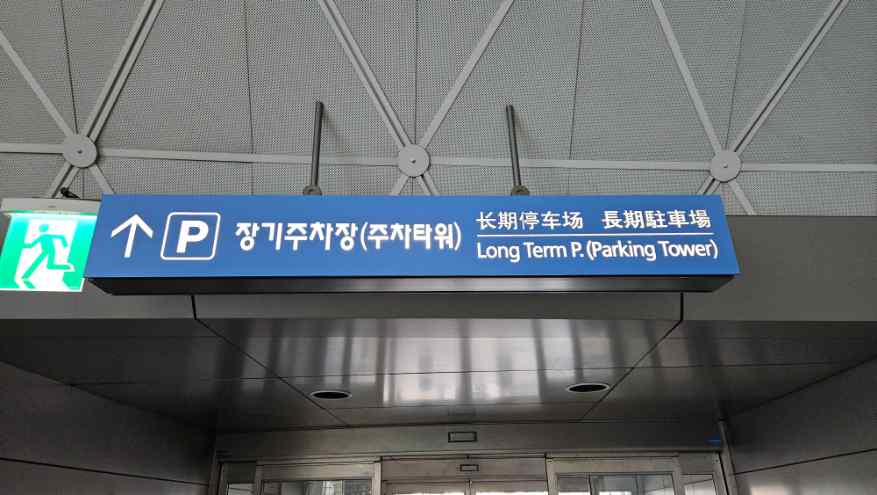 P 장기주차장(주차타워)
长期停车场 長期駐車場
Long Term P. (Parking Tower)